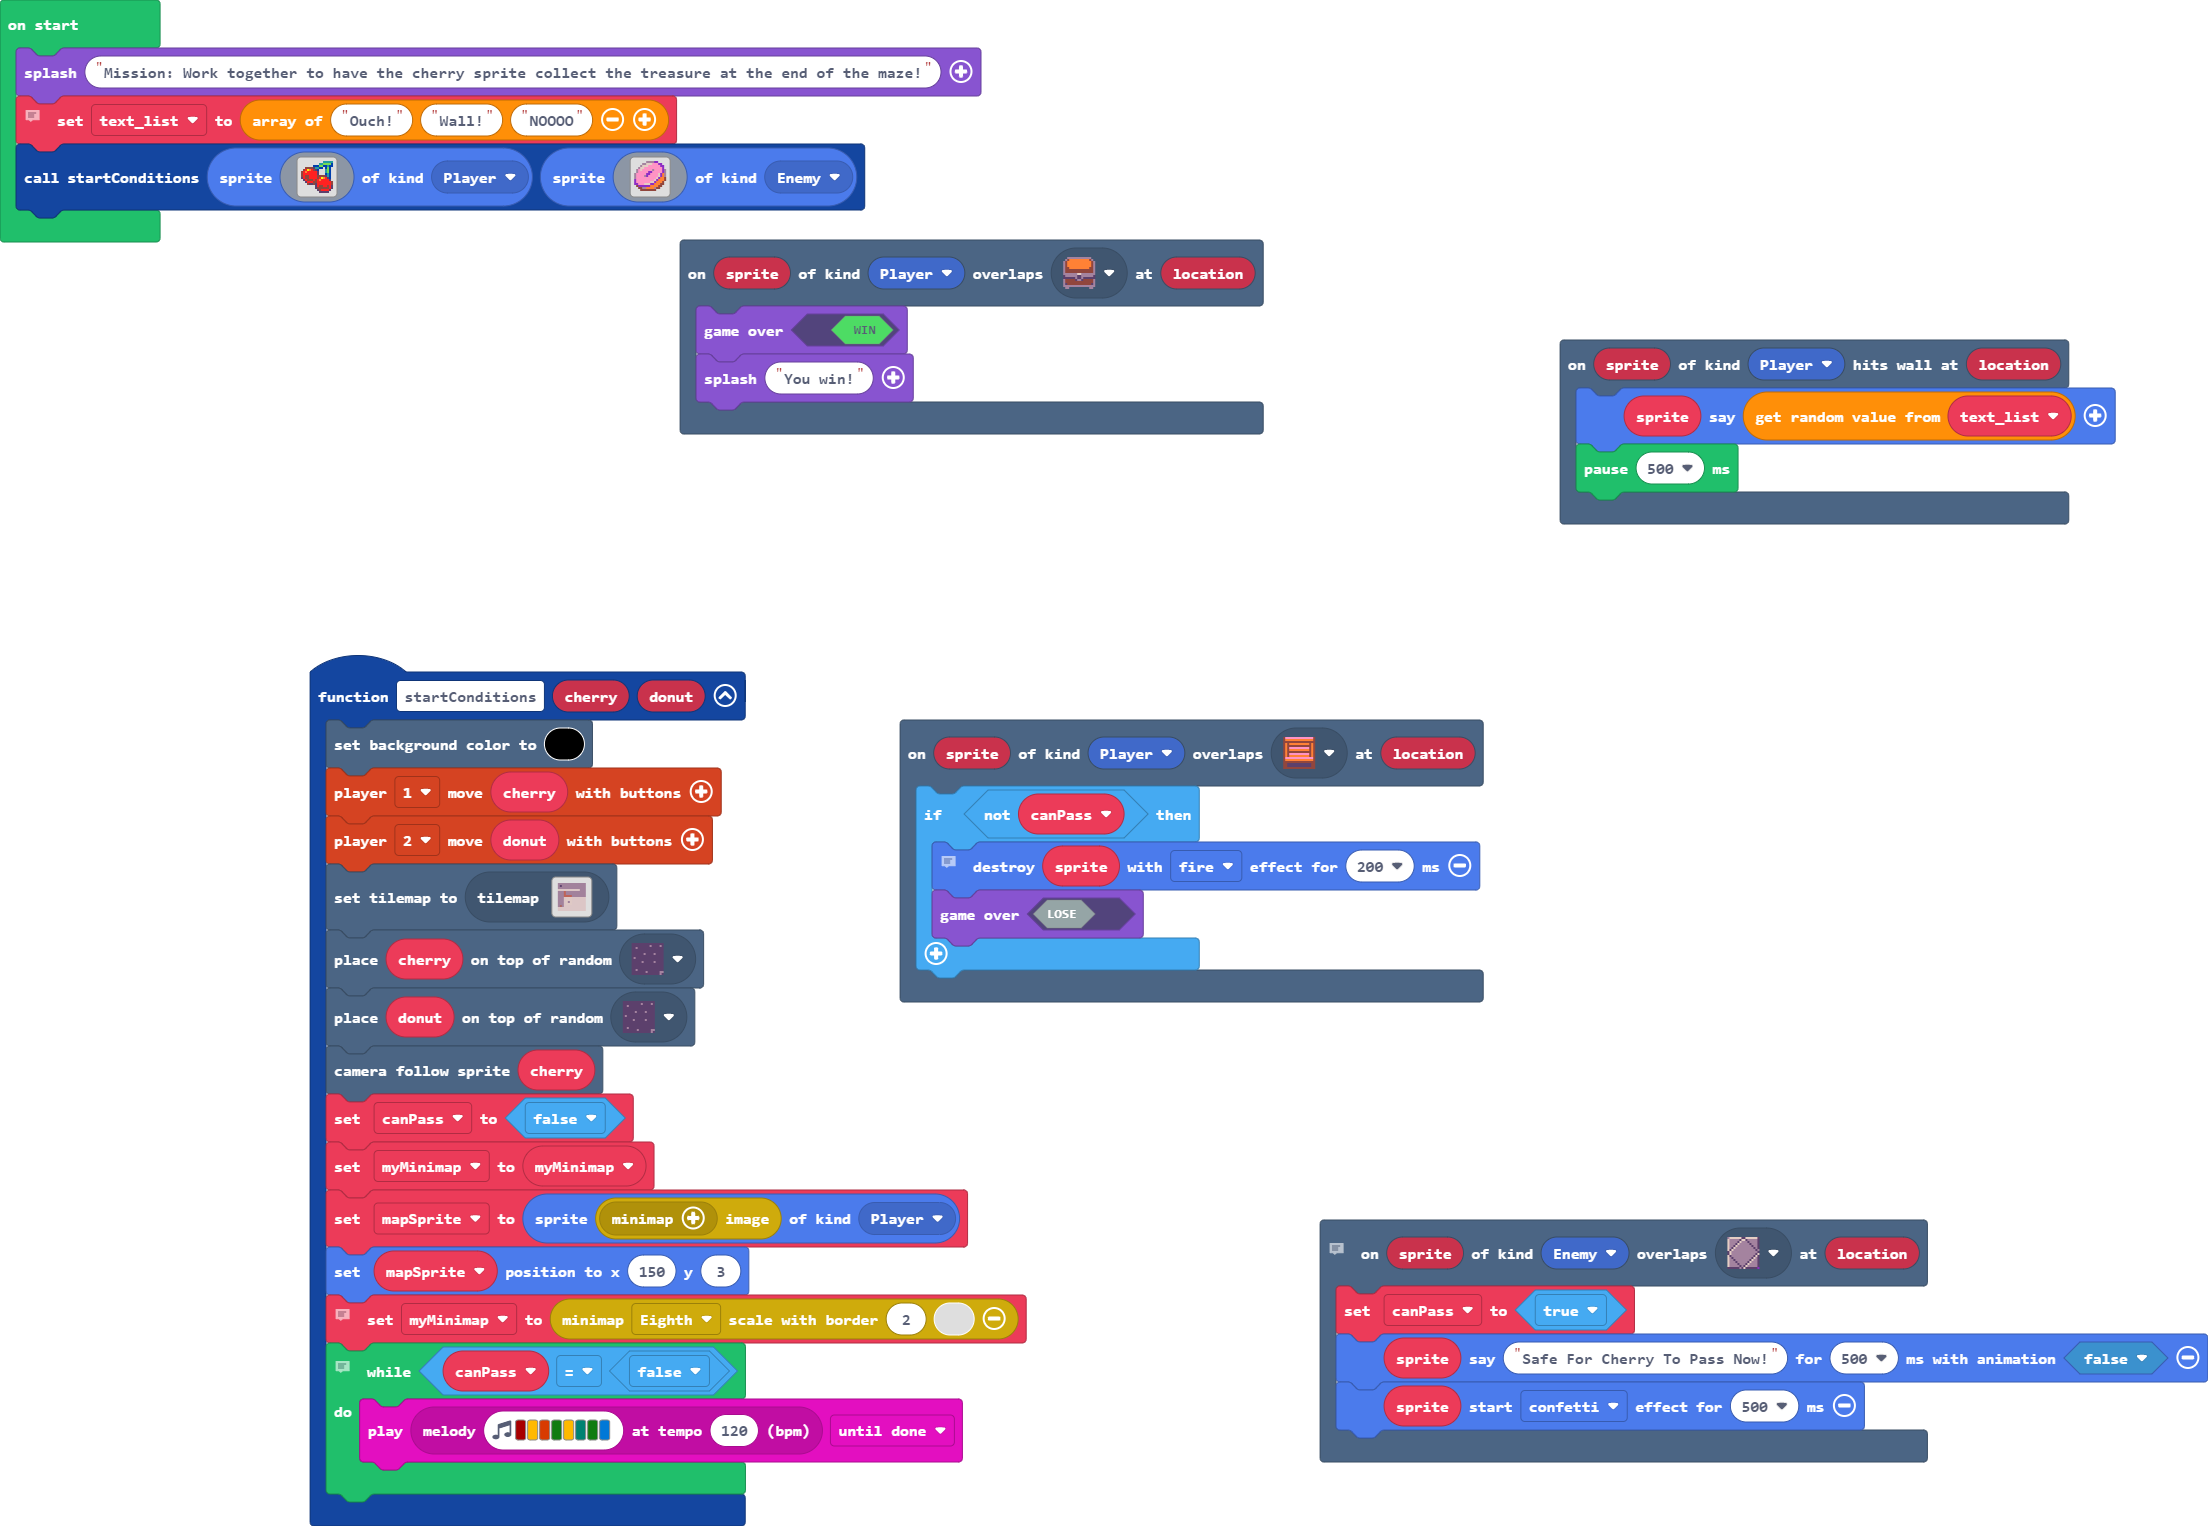 on start
splash "Mission: Work together to have the cherry sprite collect the treasure at the end of the maze!"
set text_list to array of "Ouch!" "Wall!" "NOOOO"
call startConditions sprite of kind Player sprite of kind Enemy
on sprite of kind Player overlaps at location
game over WIN
splash "You win!"
on sprite of kind Player hits wall at location
sprite say get random value from text_list
pause 500 ms
function startConditions cherry donut
set background color to
player 1 move cherry with buttons
player 2 move donut with buttons
set tilemap to tilemap
place cherry on top of random
place donut on top of random
camera follow sprite cherry
set canPass to false
set myMinimap to myMinimap
set mapSprite to sprite minimap image of kind Player
set mapSprite position to x 150 y 3
set myMinimap to minimap Eighth scale with border 2
while canPass = false
do
play melody at tempo 120 (bpm) until done
on sprite of kind Player overlaps at location
if not canPass then
destroy sprite with fire effect for 200 ms
game over LOSE
on sprite of kind Enemy overlaps at location
set canPass to true
sprite say "Safe For Cherry To Pass Now!" for 500 ms with animation false
sprite start confetti effect for 500 ms